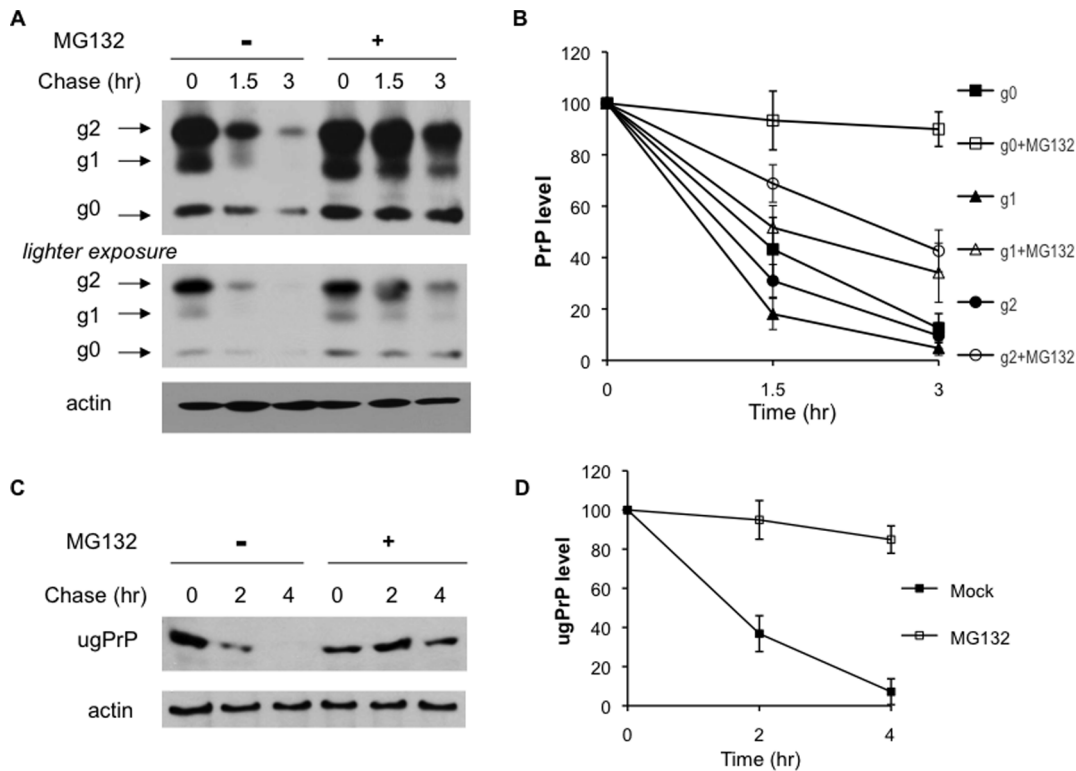 A
MG132 - +
Chase (hr) 0 1.5 3 0 1.5 3
g2
g1
g0
lighter exposure
g2
g1
g0
actin
B
PrP level
120
100
80
60
40
20
0
0 1.5 3
Time (hr)
g0
g0+MG132
g1
g1+MG132
g2
g2+MG132
C
MG132 - +
Chase (hr) 0 2 4 0 2 4
ugPrP
actin
D
ugPrP level
120
100
80
60
40
20
0
0 2 4
Time (hr)
Mock
MG132